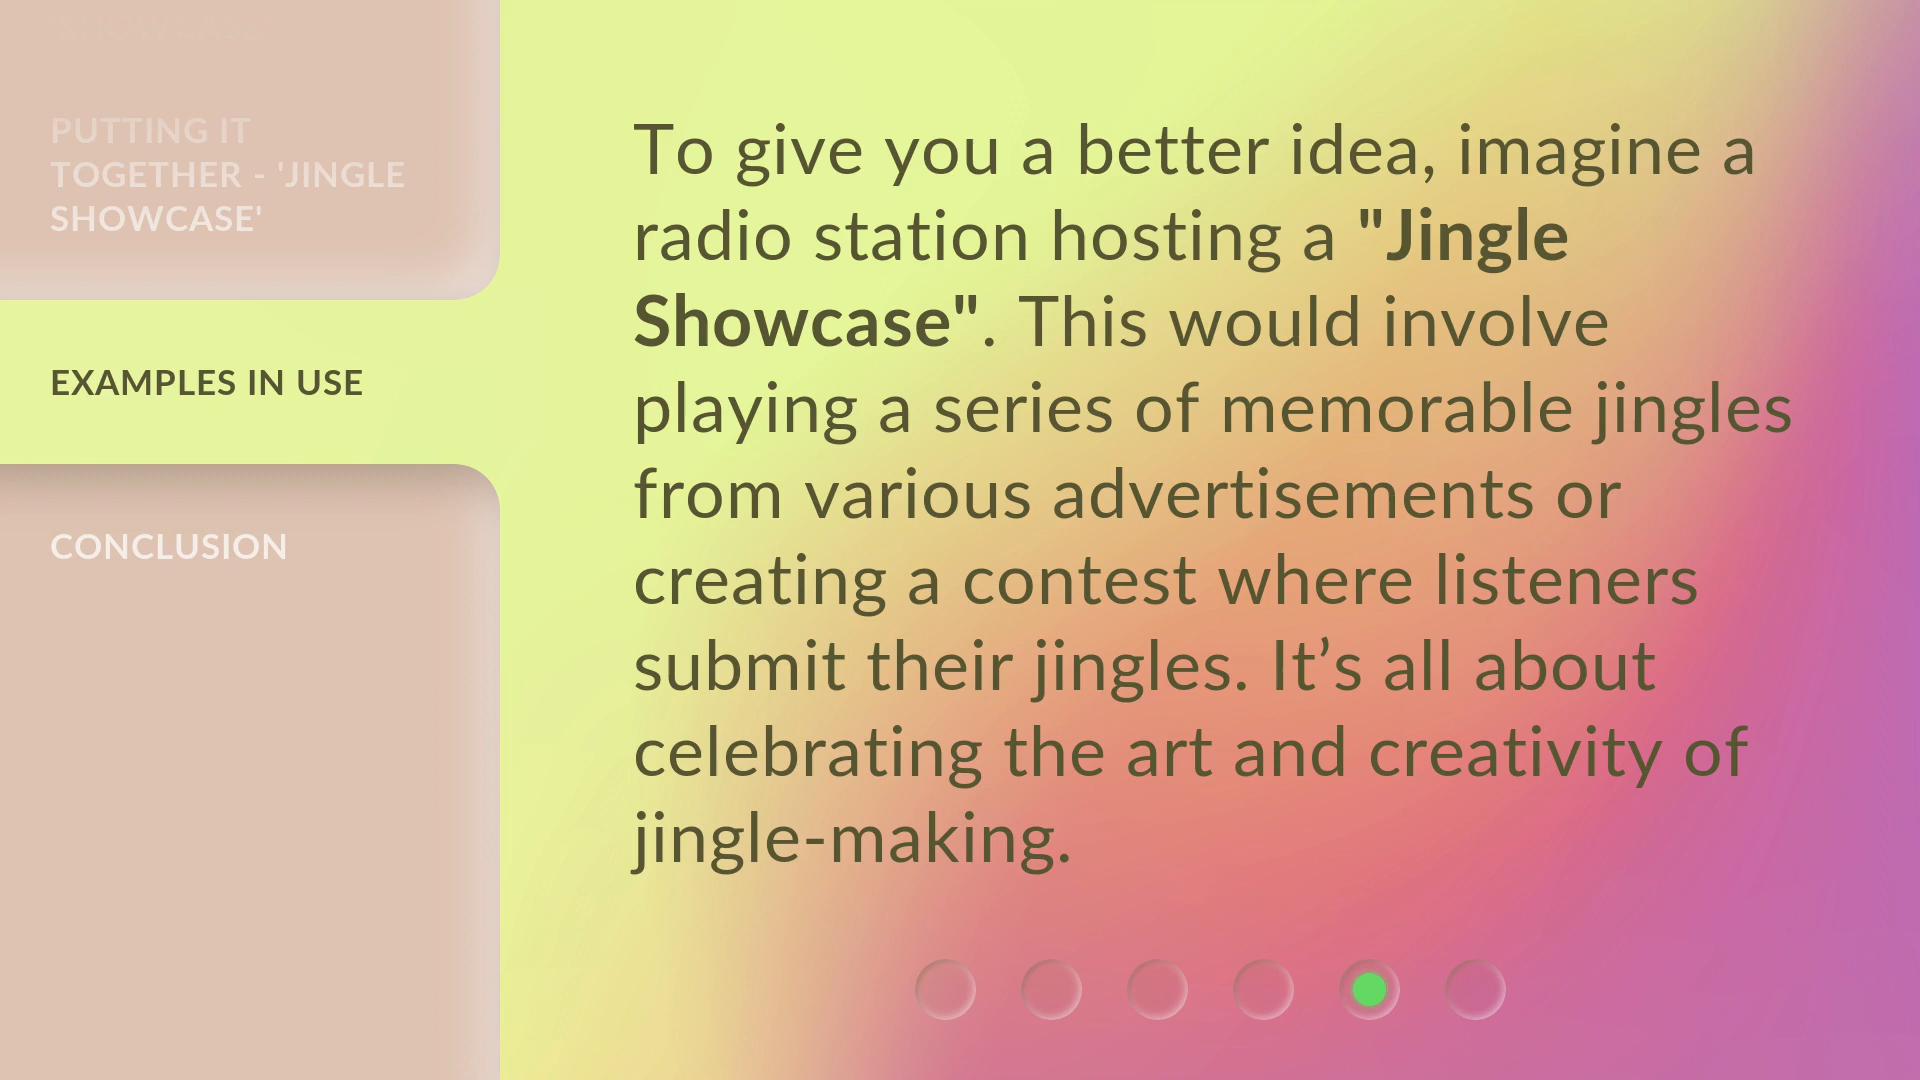 'SHOWCASE'
PUTTING IT
TOGETHER - 'JINGLE
SHOWCASE'
EXAMPLES IN USE
CONCLUSION
To give you a better idea, imagine a
radio station hosting a "Jingle
Showcase". This would involve
playing a series of memorable jingles
from various advertisements or
creating a contest where listeners
submit their jingles. It’s all about
celebrating the art and creativity of
jingle-making.